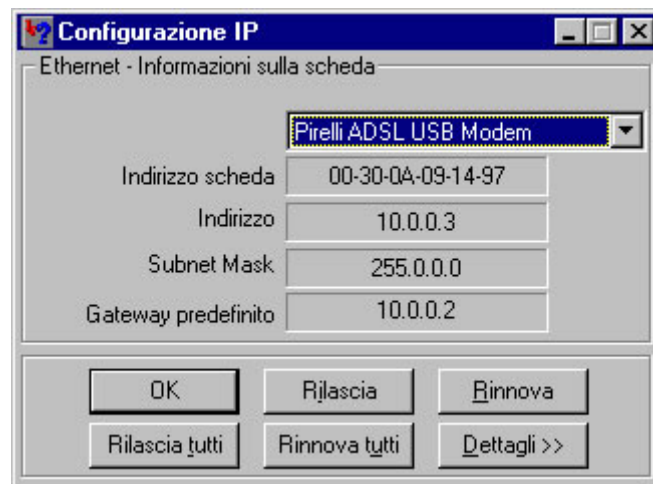 Configurazione IP
Ethernet - Informazioni sulla scheda
Pirelli ADSL USB Modem
Indirizzo scheda 00-30-0A-09-14-97
Indirizzo 10.0.0.3
Subnet Mask 255.0.0.0
Gateway predefinito 10.0.0.2
OK Rilascia Rinnova
Rilascia tutti Rinnova tutti Dettagli >>